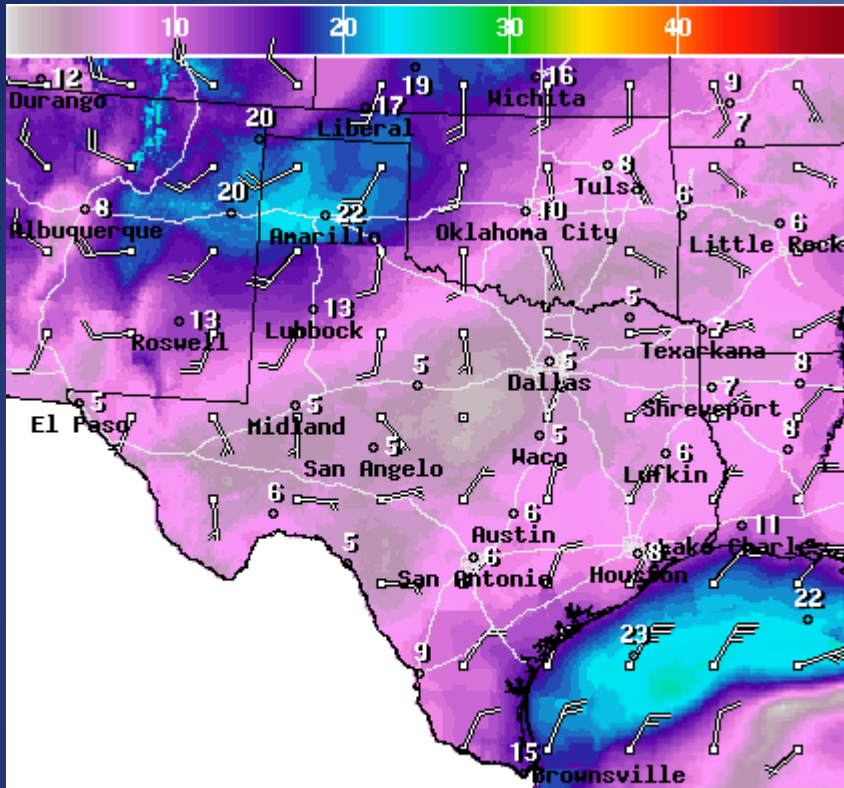 10 20 30 40
12 19 16 9
Durango 17 Wichita
Liberal
20 7
8 Tulsa
8 20 22 10 6 6
Albuquerque Amarillo Oklahoma City Little Rock
13 13 5 7
Roswell Lubbock Texarkana
5 5 8
Dallas
5 5 7
El Paso Midland Shreveport
5 5 8
San Angelo Waco 6
Lufkin
6 6 11
Austin
5 6 8 Lake Charles
San Antonio Houston
22
9 23
15
Brownsville